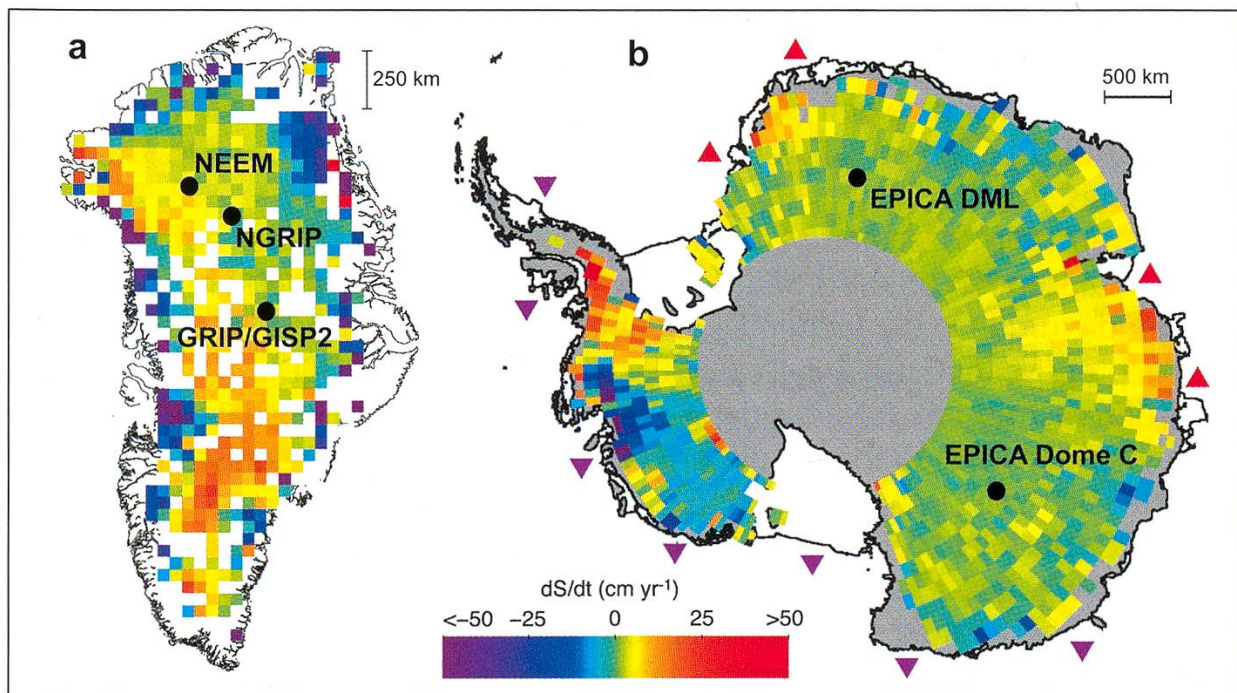 a
250 km
NEEM
NGRIP
GRIP/GISP2
b
500 km
EPICA DML
EPICA Dome C
dS/dt (cm yr⁻¹)
<–50 –25 0 25 >50